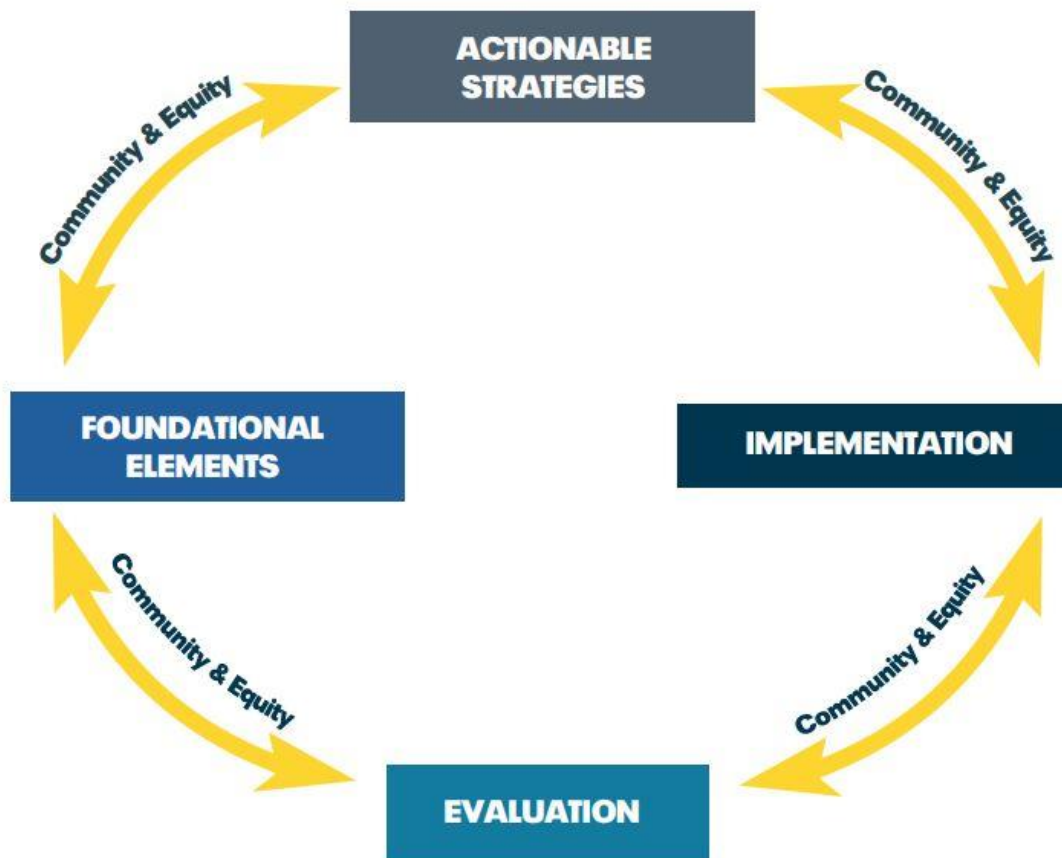 ACTIONABLE
STRATEGIES
Community & Equity
Community & Equity
FOUNDATIONAL
ELEMENTS
IMPLEMENTATION
Community & Equity
Community & Equity
EVALUATION